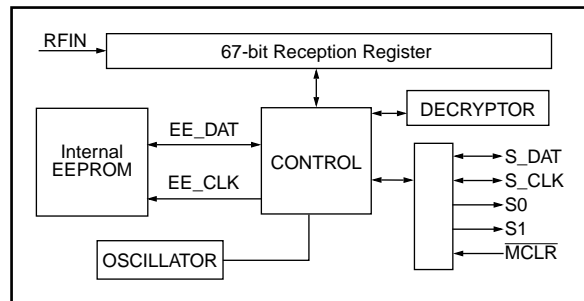 RFIN
67-bit Reception Register
DECRYPTOR
EE_DAT
Internal
EEPROM
CONTROL
EE_CLK
S_DAT
S_CLK
S0
S1
MCLR
OSCILLATOR